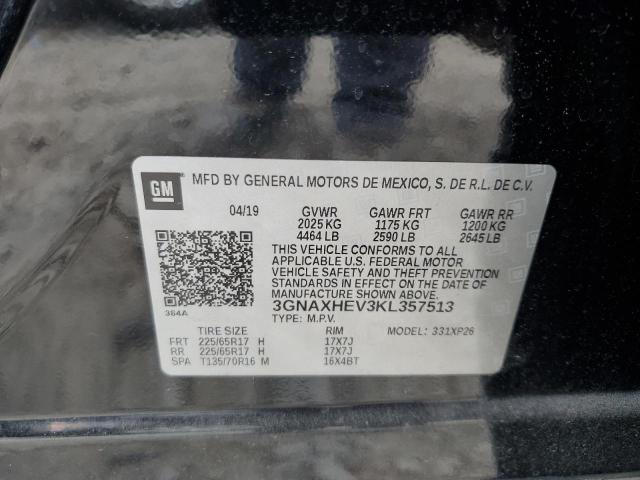 GM
MFD BY GENERAL MOTORS DE MEXICO, S. DE R.L. DE C.V.
04/19 GVWR GAWR FRT GAWR RR
2025 KG 1175 KG 1200 KG
4464 LB 2590 LB 2645 LB
THIS VEHICLE CONFORMS TO ALL
APPLICABLE U.S. FEDERAL MOTOR
VEHICLE SAFETY AND THEFT PREVENTION
STANDARDS IN EFFECT ON THE DATE OF
MANUFACTURE SHOWN ABOVE.
384A 3GNAXHEV3KL357513
TYPE: M.P.V. MODEL: 331XP26
TIRE SIZE RIM
FRT 225/65R17 H 17X7J
RR 225/65R17 H 17X7J
SPA T135/70R16 M 16X4BT